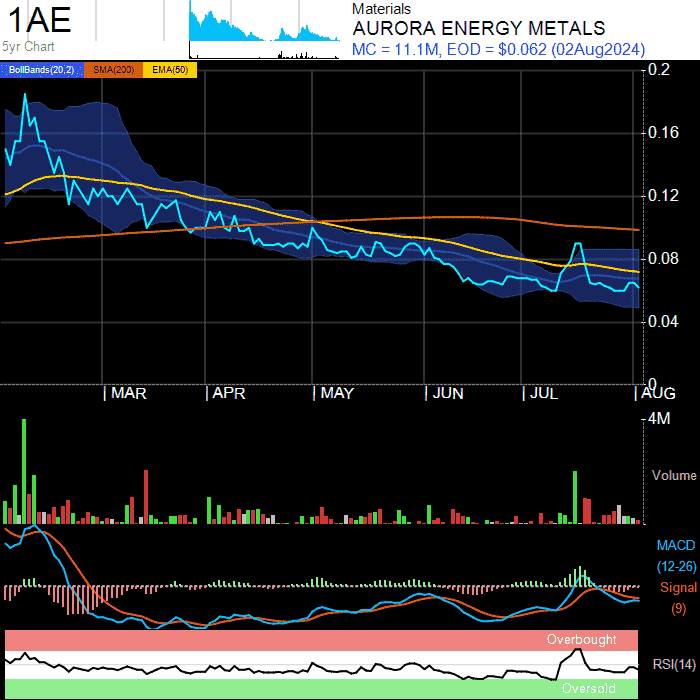 1AE
5yr Chart
Materials
AURORA ENERGY METALS
MC = 11.1M, EOD = $0.062 (02Aug2024)
BollBands(20,2) SMA(200) EMA(50)
0.2
0.16
0.12
0.08
0.04
0
MAR APR MAY JUN JUL AUG
4M
Volume
MACD
(12-26)
Signal
(9)
Overbought
RSI(14)
Oversold